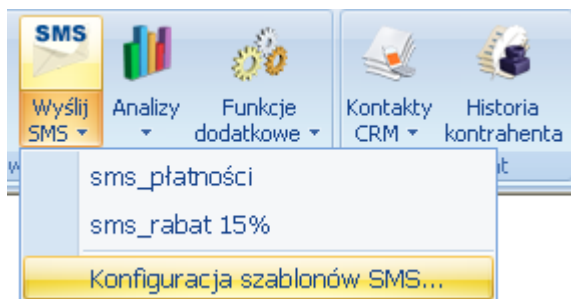 SMS
Wyślij SMS
Analizy
Funkcje dodatkowe
Kontakty CRM
Historia kontrahenta
sms_płatności
sms_rabat 15%
Konfiguracja szablonów SMS...